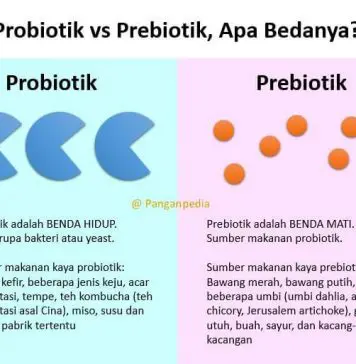 Probiotik vs Prebiotik, Apa Bedanya?
Probiotik
Prebiotik
@ Panganpedia
ik adalah BENDA HIDUP.
rupa bakteri atau yeast.
r makanan kaya probiotik:
kefir, beberapa jenis keju, acar
tasi, tempe, teh kombucha (teh
tasi asal Cina), miso, susu dan
pabrik tertentu
Prebiotik adalah BENDA MATI.
Sumber makanan probiotik.
Sumber makanan kaya prebiot
Bawang merah, bawang putih,
beberapa umbi (umbi dahlia, a
chicory, Jerusalem artichoke), g
utuh, buah, sayur, dan kacang-
kacangan